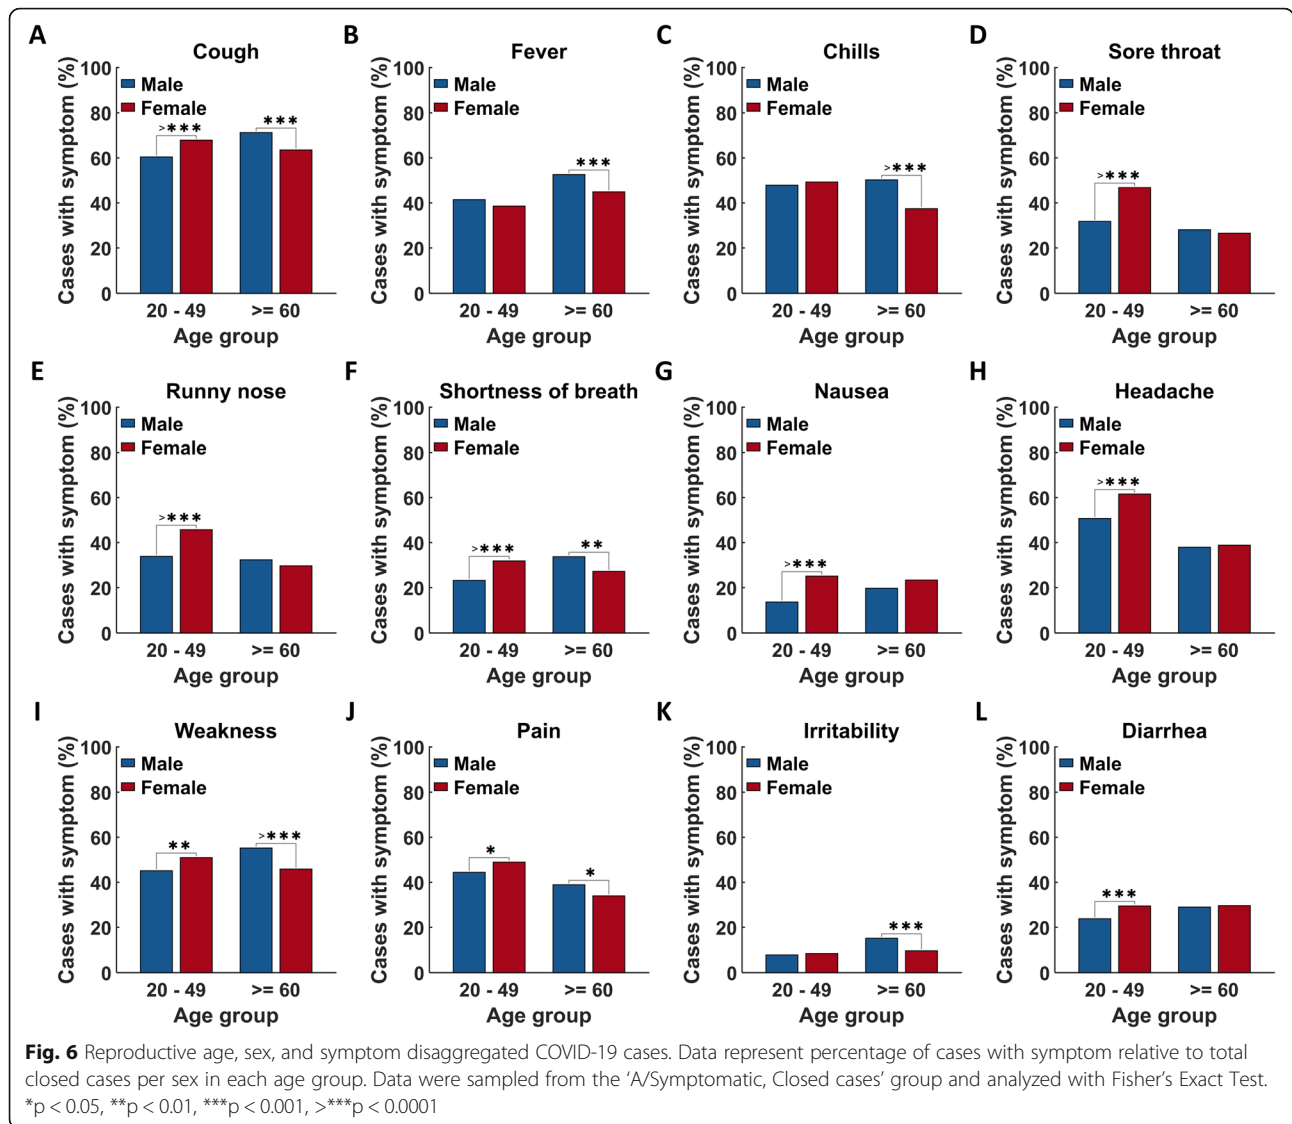 A
Cough
Cases with symptom (%)
100
80
60
40
20
0
Male
Female
>***
***
20 - 49
>= 60
Age group
B
Fever
Cases with symptom (%)
100
80
60
40
20
0
Male
Female
***
20 - 49
>= 60
Age group
C
Chills
Cases with symptom (%)
100
80
60
40
20
0
Male
Female
>***
20 - 49
>= 60
Age group
D
Sore throat
Cases with symptom (%)
100
80
60
40
20
0
Male
Female
>***
20 - 49
>= 60
Age group
E
Runny nose
Cases with symptom (%)
100
80
60
40
20
0
Male
Female
>***
20 - 49
>= 60
Age group
F
Shortness of breath
Cases with symptom (%)
100
80
60
40
20
0
Male
Female
>***
**
20 - 49
>= 60
Age group
G
Nausea
Cases with symptom (%)
100
80
60
40
20
0
Male
Female
>***
20 - 49
>= 60
Age group
H
Headache
Cases with symptom (%)
100
80
60
40
20
0
Male
Female
>***
20 - 49
>= 60
Age group
I
Weakness
Cases with symptom (%)
100
80
60
40
20
0
Male
Female
**
>***
20 - 49
>= 60
Age group
J
Pain
Cases with symptom (%)
100
80
60
40
20
0
Male
Female
*
*
20 - 49
>= 60
Age group
K
Irritability
Cases with symptom (%)
100
80
60
40
20
0
Male
Female
***
20 - 49
>= 60
Age group
L
Diarrhea
Cases with symptom (%)
100
80
60
40
20
0
Male
Female
***
20 - 49
>= 60
Age group
Fig. 6 Reproductive age, sex, and symptom disaggregated COVID-19 cases. Data represent percentage of cases with symptom relative to total
closed cases per sex in each age group. Data were sampled from the ‘A/Symptomatic, Closed cases’ group and analyzed with Fisher’s Exact Test.
*p < 0.05, **p < 0.01, ***p < 0.001, >***p < 0.0001